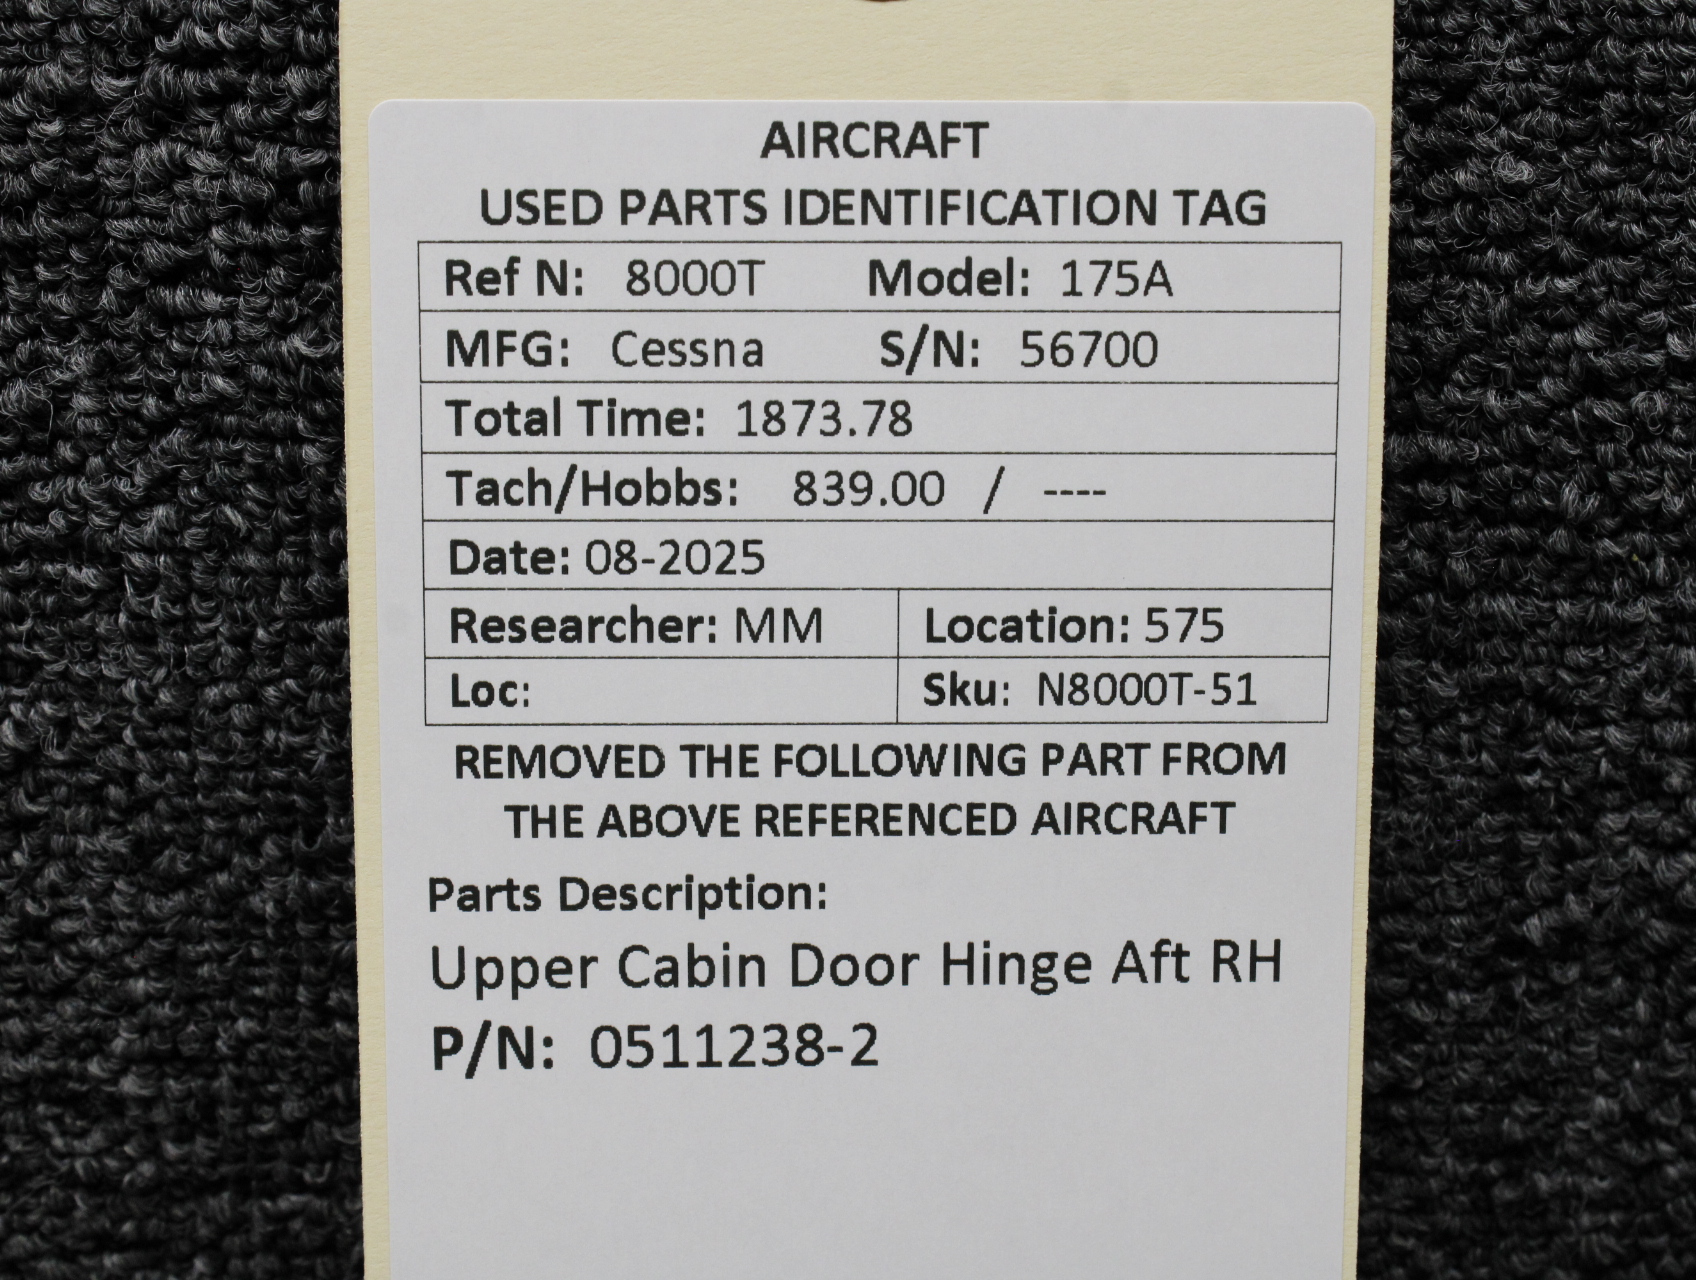 AIRCRAFT
USED PARTS IDENTIFICATION TAG
Ref N: 8000T Model: 175A
MFG: Cessna S/N: 56700
Total Time: 1873.78
Tach/Hobbs: 839.00 / ----
Date: 08-2025
Researcher: MM Location: 575
Loc: Sku: N8000T-51
REMOVED THE FOLLOWING PART FROM
THE ABOVE REFERENCED AIRCRAFT
Parts Description:
Upper Cabin Door Hinge Aft RH
P/N: 0511238-2